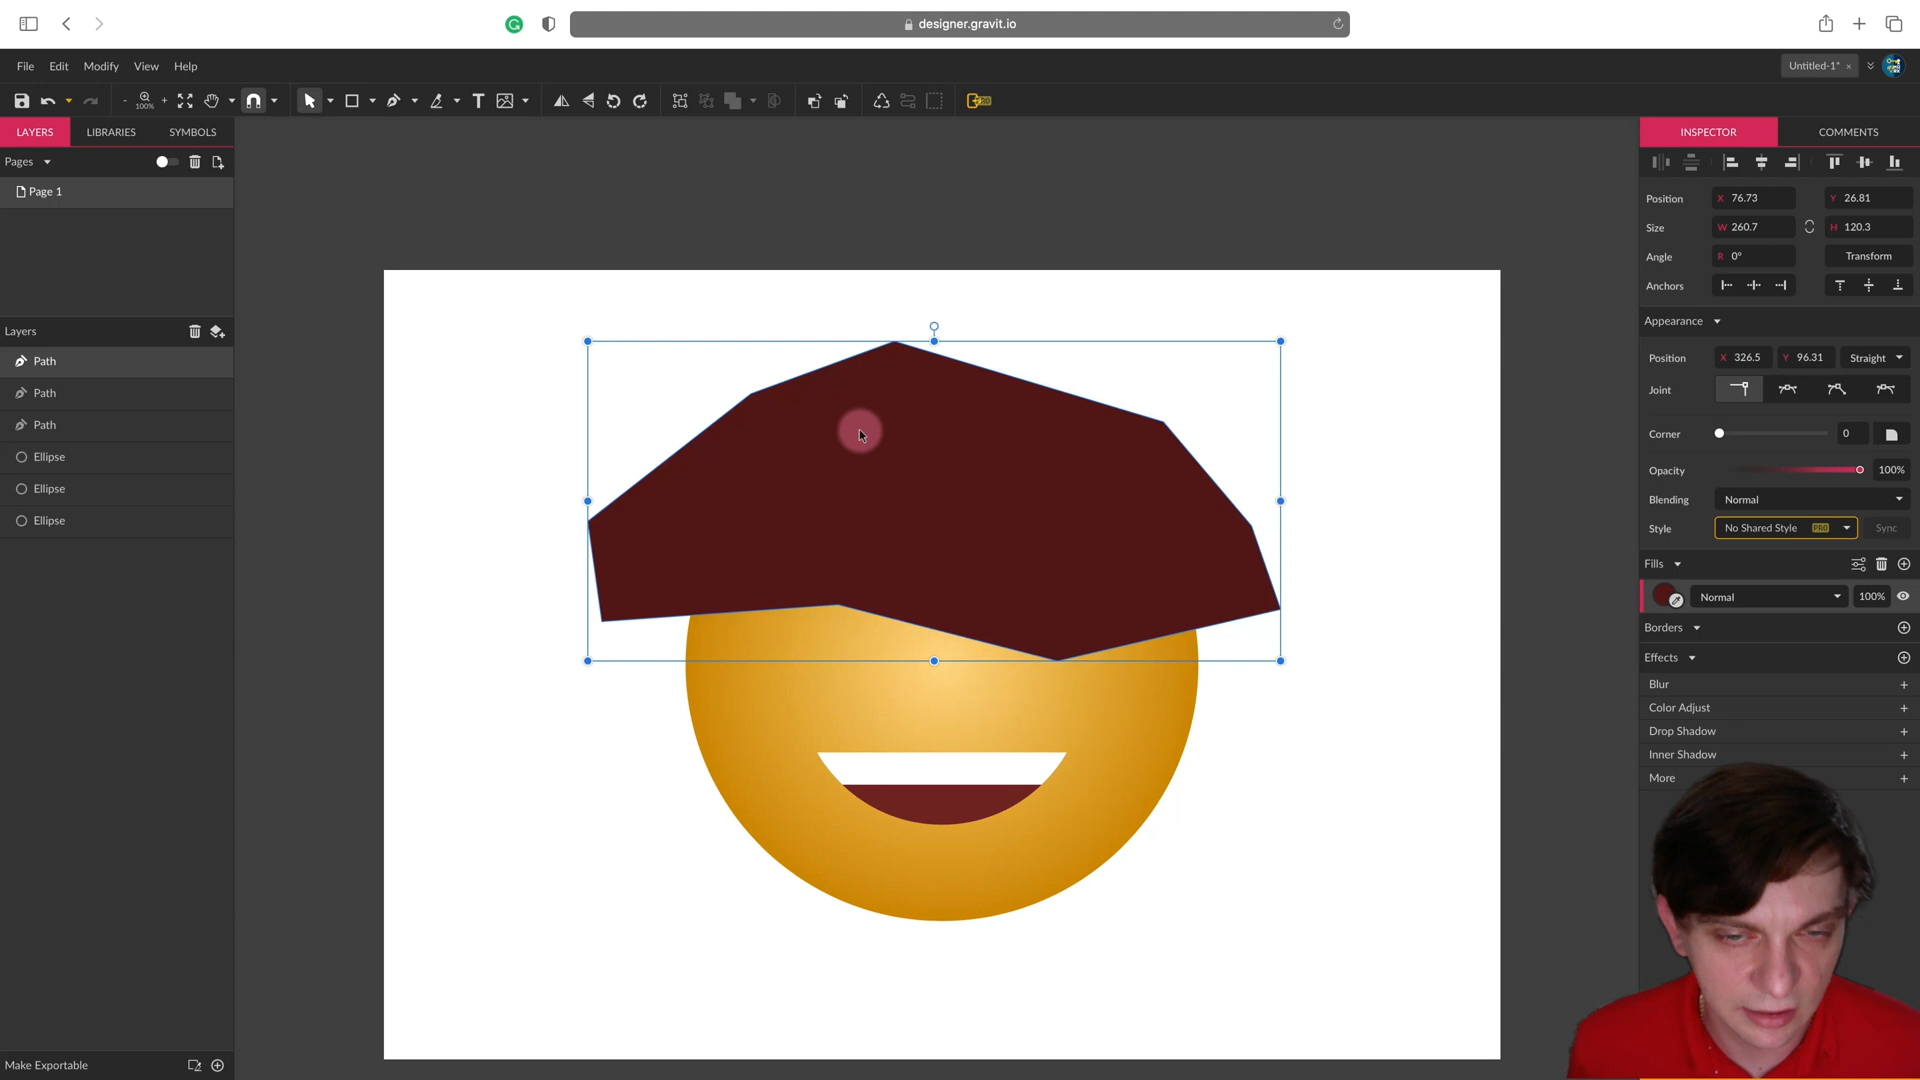 designer.gravit.io
File Edit Modify View Help
Untitled-1* ×
- 100% +
T
PRO
LAYERS LIBRARIES SYMBOLS
INSPECTOR COMMENTS
Pages
Page 1
Position X 76.73 Y 26.81
Size W 260.7 H 120.3
Angle R 0° Transform
Anchors
Layers
Appearance
Path
Position X 326.5 Y 96.31 Straight
Path
Joint
Path
Corner 0
Ellipse
Opacity 100%
Ellipse
Blending Normal
Ellipse
Style No Shared Style PRO Sync
Fills
Normal 100%
Borders
Effects
Blur +
Color Adjust +
Drop Shadow +
Inner Shadow +
More +
Make Exportable